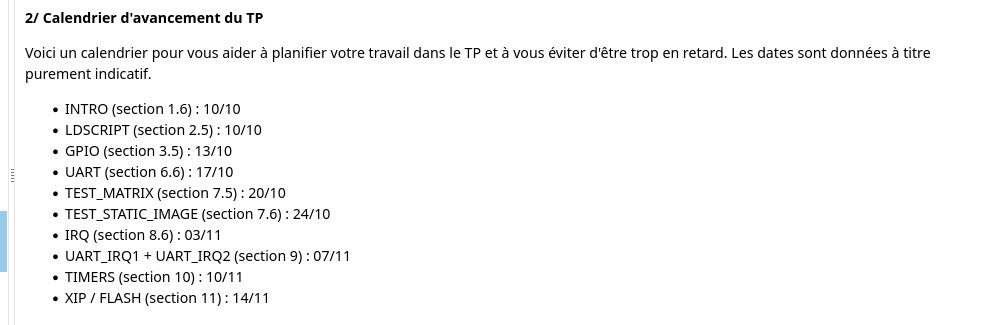 2/ Calendrier d'avancement du TP
Voici un calendrier pour vous aider à planifier votre travail dans le TP et à vous éviter d'être trop en retard. Les dates sont données à titre
purement indicatif.
• INTRO (section 1.6) : 10/10
• LDSCRIPT (section 2.5) : 10/10
• GPIO (section 3.5) : 13/10
• UART (section 6.6) : 17/10
• TEST_MATRIX (section 7.5) : 20/10
• TEST_STATIC_IMAGE (section 7.6) : 24/10
• IRQ (section 8.6) : 03/11
• UART_IRQ1 + UART_IRQ2 (section 9) : 07/11
• TIMERS (section 10) : 10/11
• XIP / FLASH (section 11) : 14/11